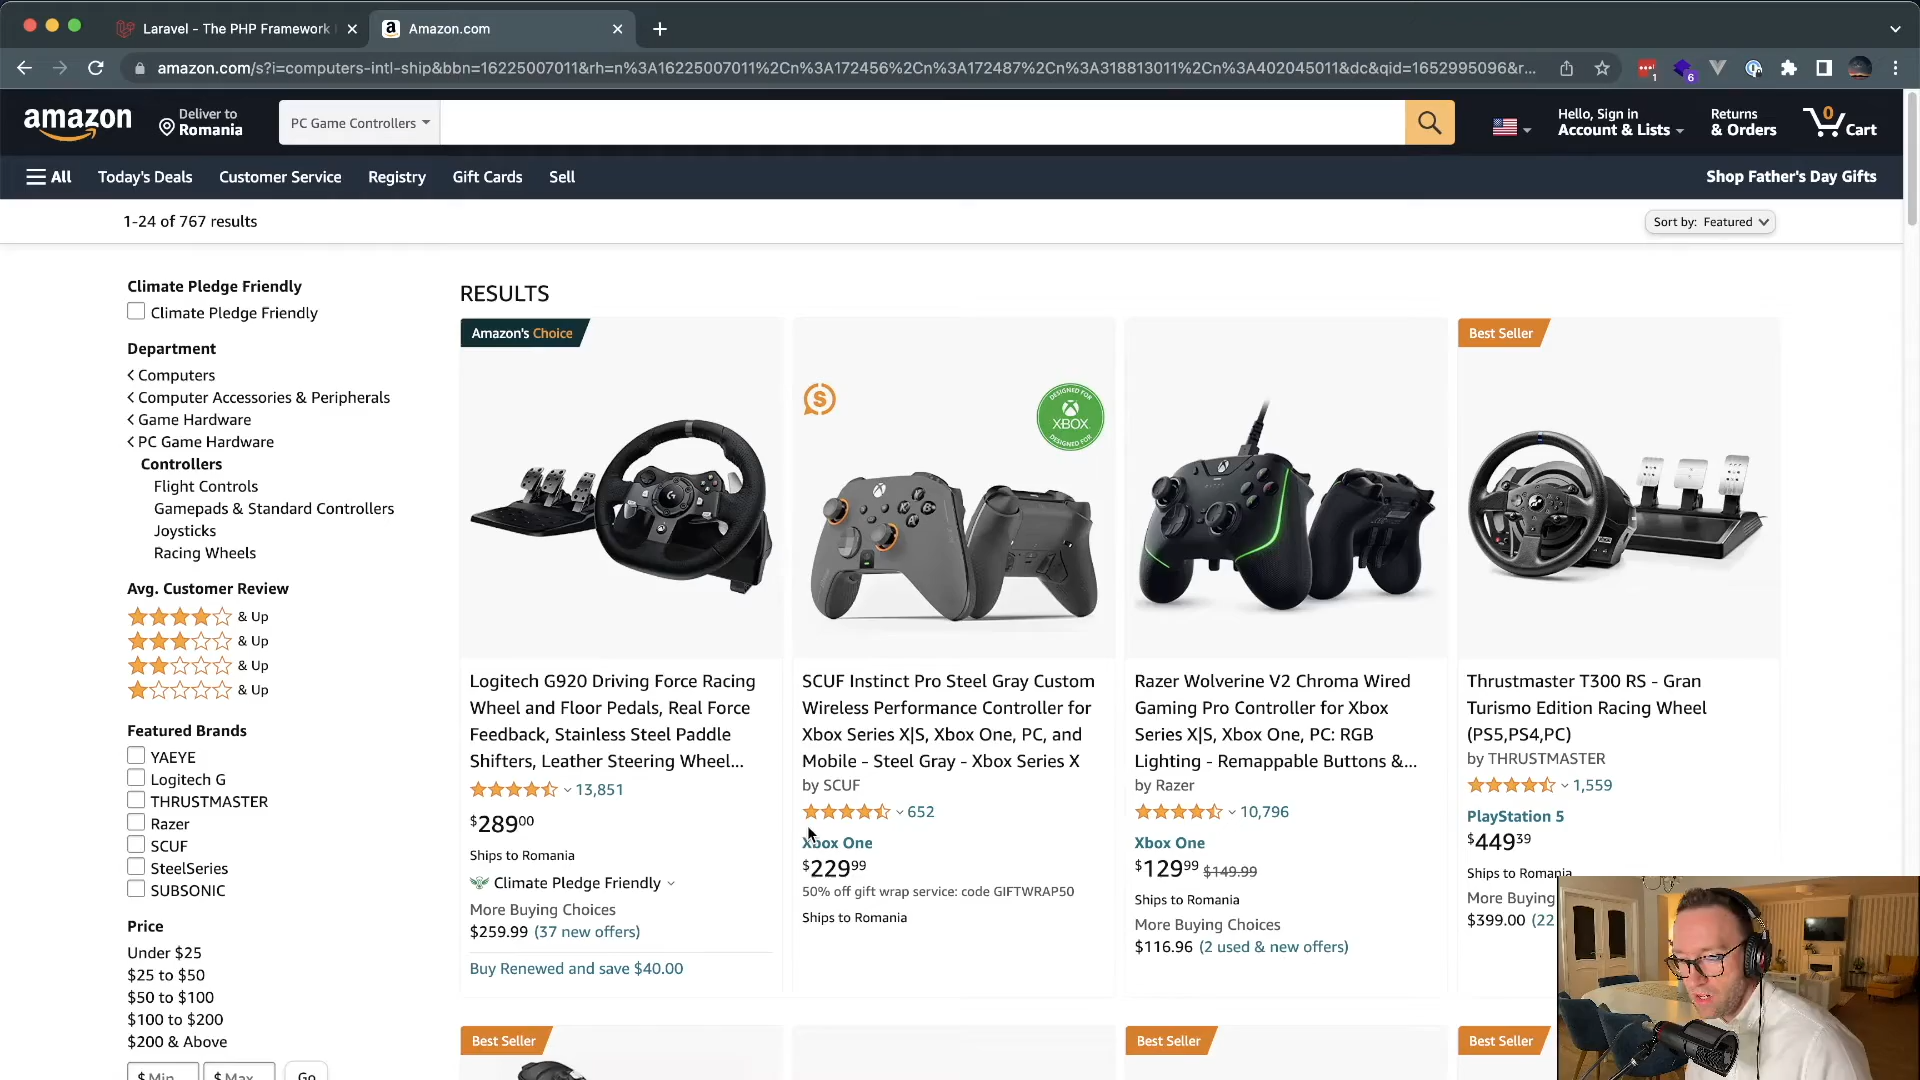 Laravel - The PHP Framework
Amazon.com
amazon.com/s?i=computers-intl-ship&bbn=16225007011&rh=n%3A16225007011%2Cn%3A172456%2Cn%3A172487%2Cn%3A318813011%2Cn%3A402045011&dc&qid=1652995096&r...
1
6
amazon
Deliver to
Romania
PC Game Controllers
Hello, Sign in
Account & Lists
Returns
& Orders
0
Cart
All
Today's Deals
Customer Service
Registry
Gift Cards
Sell
Shop Father's Day Gifts
1-24 of 767 results
Sort by: Featured
Climate Pledge Friendly
Climate Pledge Friendly
Department
Computers
Computer Accessories & Peripherals
Game Hardware
PC Game Hardware
Controllers
Flight Controls
Gamepads & Standard Controllers
Joysticks
Racing Wheels
Avg. Customer Review
& Up
& Up
& Up
& Up
Featured Brands
YAEYE
Logitech G
THRUSTMASTER
Razer
SCUF
SteelSeries
SUBSONIC
Price
Under $25
$25 to $50
$50 to $100
$100 to $200
$200 & Above
$ Min
$ Max
Go
RESULTS
Amazon's Choice
Logitech G920 Driving Force Racing
Wheel and Floor Pedals, Real Force
Feedback, Stainless Steel Paddle
Shifters, Leather Steering Wheel...
13,851
$289 00
Ships to Romania
Climate Pledge Friendly
More Buying Choices
$259.99 (37 new offers)
Buy Renewed and save $40.00
DESIGNED FOR
XBOX
DESIGNED FOR
SCUF Instinct Pro Steel Gray Custom
Wireless Performance Controller for
Xbox Series X|S, Xbox One, PC, and
Mobile - Steel Gray - Xbox Series X
by SCUF
652
Xbox One
$229 99
50% off gift wrap service: code GIFTWRAP50
Ships to Romania
Razer Wolverine V2 Chroma Wired
Gaming Pro Controller for Xbox
Series X|S, Xbox One, PC: RGB
Lighting - Remappable Buttons &...
by Razer
10,796
Xbox One
$129 99 $149.99
Ships to Romania
More Buying Choices
$116.96 (2 used & new offers)
Best Seller
Thrustmaster T300 RS - Gran
Turismo Edition Racing Wheel
(PS5,PS4,PC)
by THRUSTMASTER
1,559
PlayStation 5
$449 39
Ships to Romania
More Buying
$399.00 (22
Best Seller
Best Seller
Best Seller